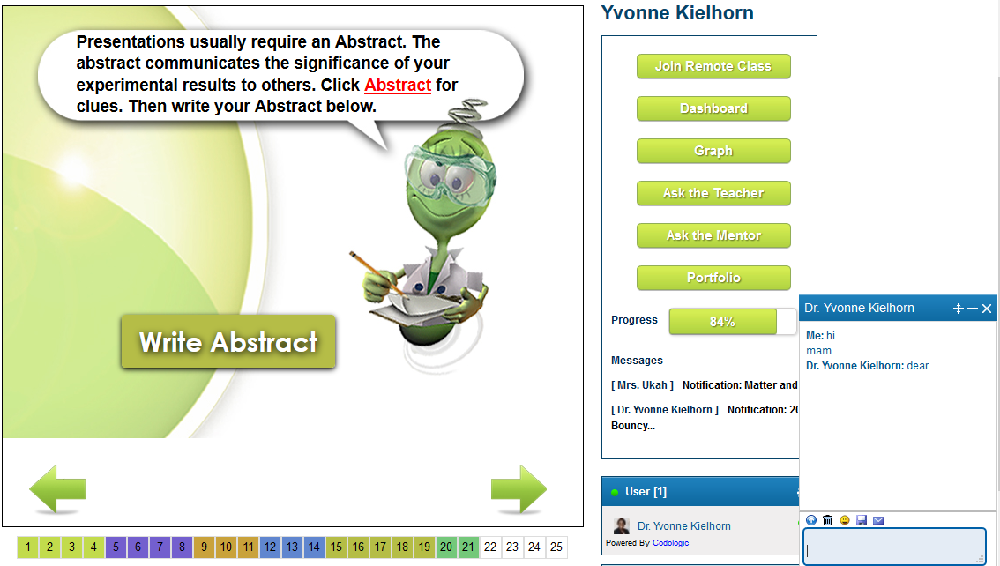 Presentations usually require an Abstract. The
abstract communicates the significance of your
experimental results to others. Click Abstract for
clues. Then write your Abstract below.
Write Abstract
1 2 3 4 5 6 7 8 9 10 11 12 13 14 15 16 17 18 19 20 21 22 23 24 25
Yvonne Kielhorn
Join Remote Class
Dashboard
Graph
Ask the Teacher
Ask the Mentor
Portfolio
Progress 84%
Messages
[ Mrs. Ukah ] Notification: Matter and
[ Dr. Yvonne Kielhorn ] Notification: 20
Bouncy...
User [1]
Dr. Yvonne Kielhorn
Powered By Codologic
Dr. Yvonne Kielhorn
Me: hi
mam
Dr. Yvonne Kielhorn: dear